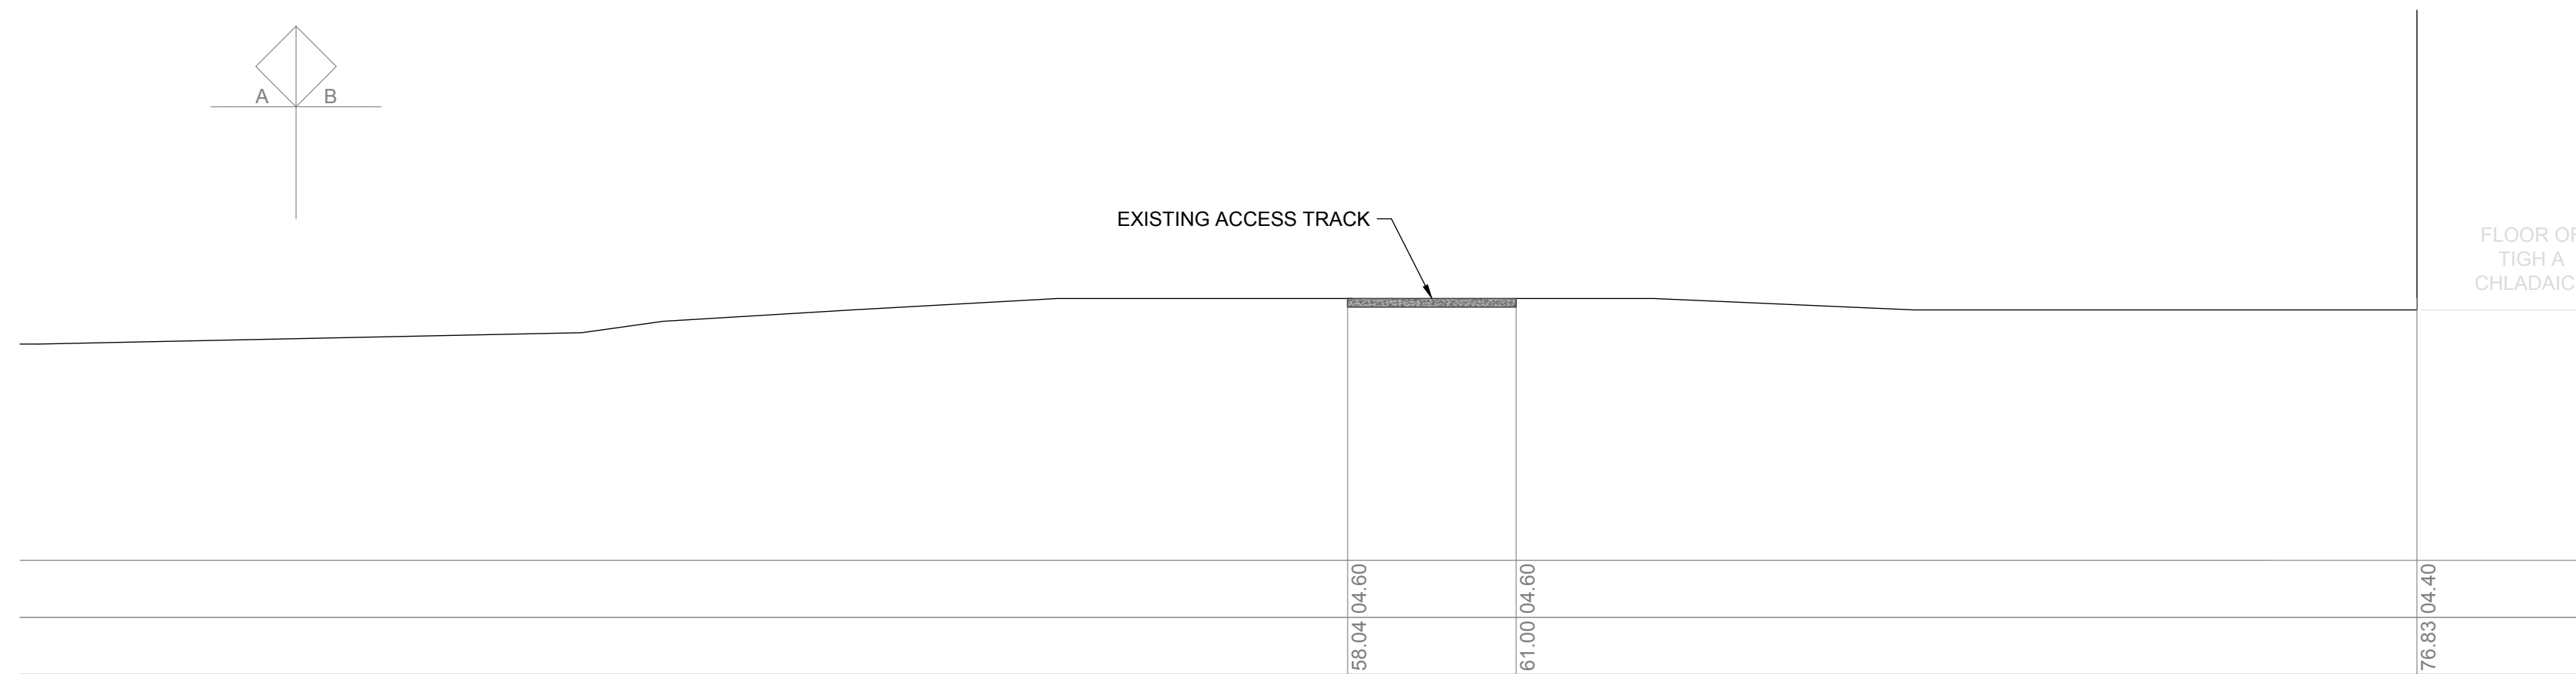 A B
EXISTING ACCESS TRACK
FLOOR OF
TIGH A
CHLADAIC
04.60
04.60
04.40
58.04
61.00
76.83